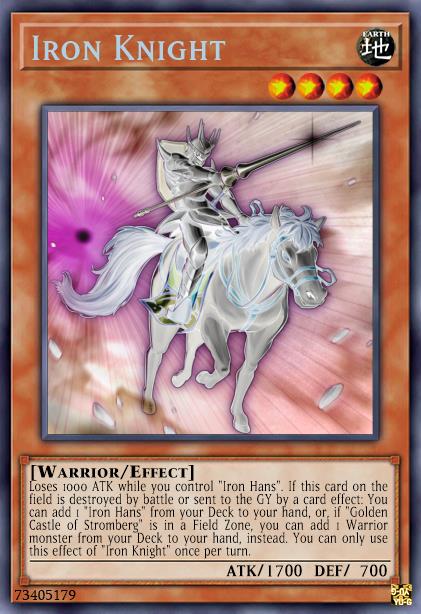 Iron Knight
EARTH
地
[Warrior/Effect]
Loses 1000 ATK while you control "Iron Hans". If this card on the
field is destroyed by battle or sent to the GY by a card effect: You
can add 1 "Iron Hans" from your Deck to your hand, or, if "Golden
Castle of Stromberg" is in a Field Zone, you can add 1 Warrior
monster from your Deck to your hand, instead. You can only use
this effect of "Iron Knight" once per turn.
ATK/1700 DEF/ 700
73405179